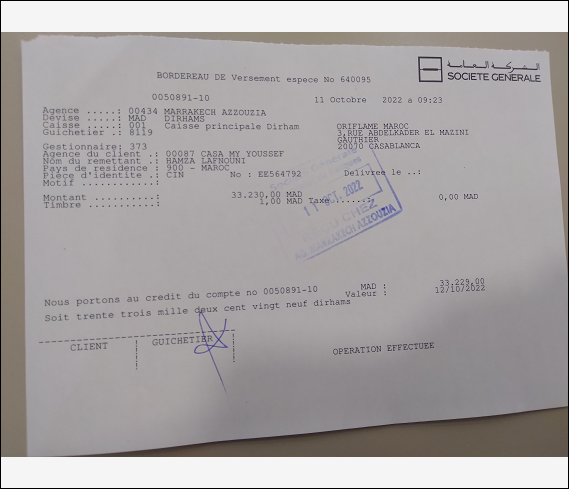 الشركة العامة
SOCIETE GENERALE
BORDEREAU DE Versement espece No 640095
0050891-10 11 Octobre 2022 a 09:23
Agence .....: 00434 MARRAKECH AZZOUZIA
Devise .....: MAD DIRHAMS
Caisse .....: 001 Caisse principale Dirham
Guichetier .: 8119
ORIFLAME MAROC
3,RUE ABDELKADER EL MAZINI
GAUTHIER
20070 CASABLANCA
Gestionnaire: 373
Agence du client .: 00087 CASA MY YOUSSEF
Nom du remettant .: HAMZA LAFNOUNI
Pays de residence : 900 - MAROC
Pièce d'identite .: CIN No : EE564792 Delivree le ..:
Motif ............:
Montant ..........: 33.230,00 MAD
Timbre ...........: 1,00 MAD Taxe .....: 0,00 MAD
11 OCT. 2022
AG MARRAKECH AZZOUZIA
Nous portons au credit du compte no 0050891-10 MAD : 33.229,00
Valeur : 12/10/2022
Soit trente trois mille deux cent vingt neuf dirhams
CLIENT GUICHETIER
OPERATION EFFECTUEE